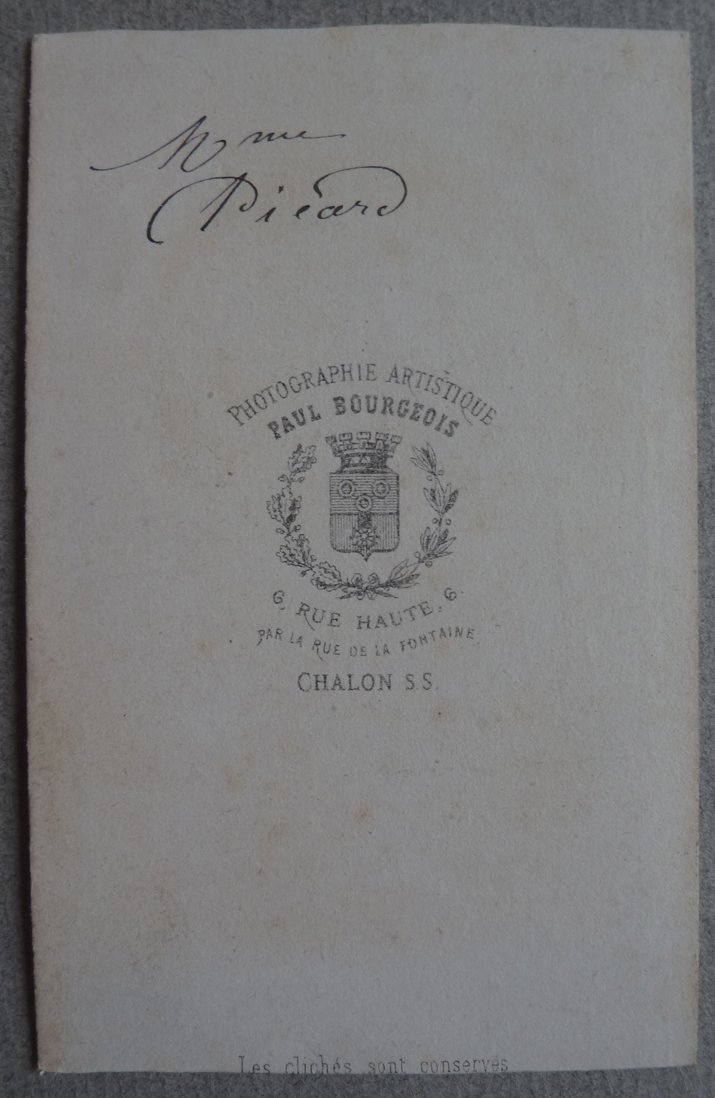 Mme
Picard
PHOTOGRAPHIE ARTISTIQUE
PAUL BOURGEOIS
6, RUE HAUTE, 6.
PAR LA RUE DE LA FONTAINE
CHALON S.S.
Les clichés sont conservés